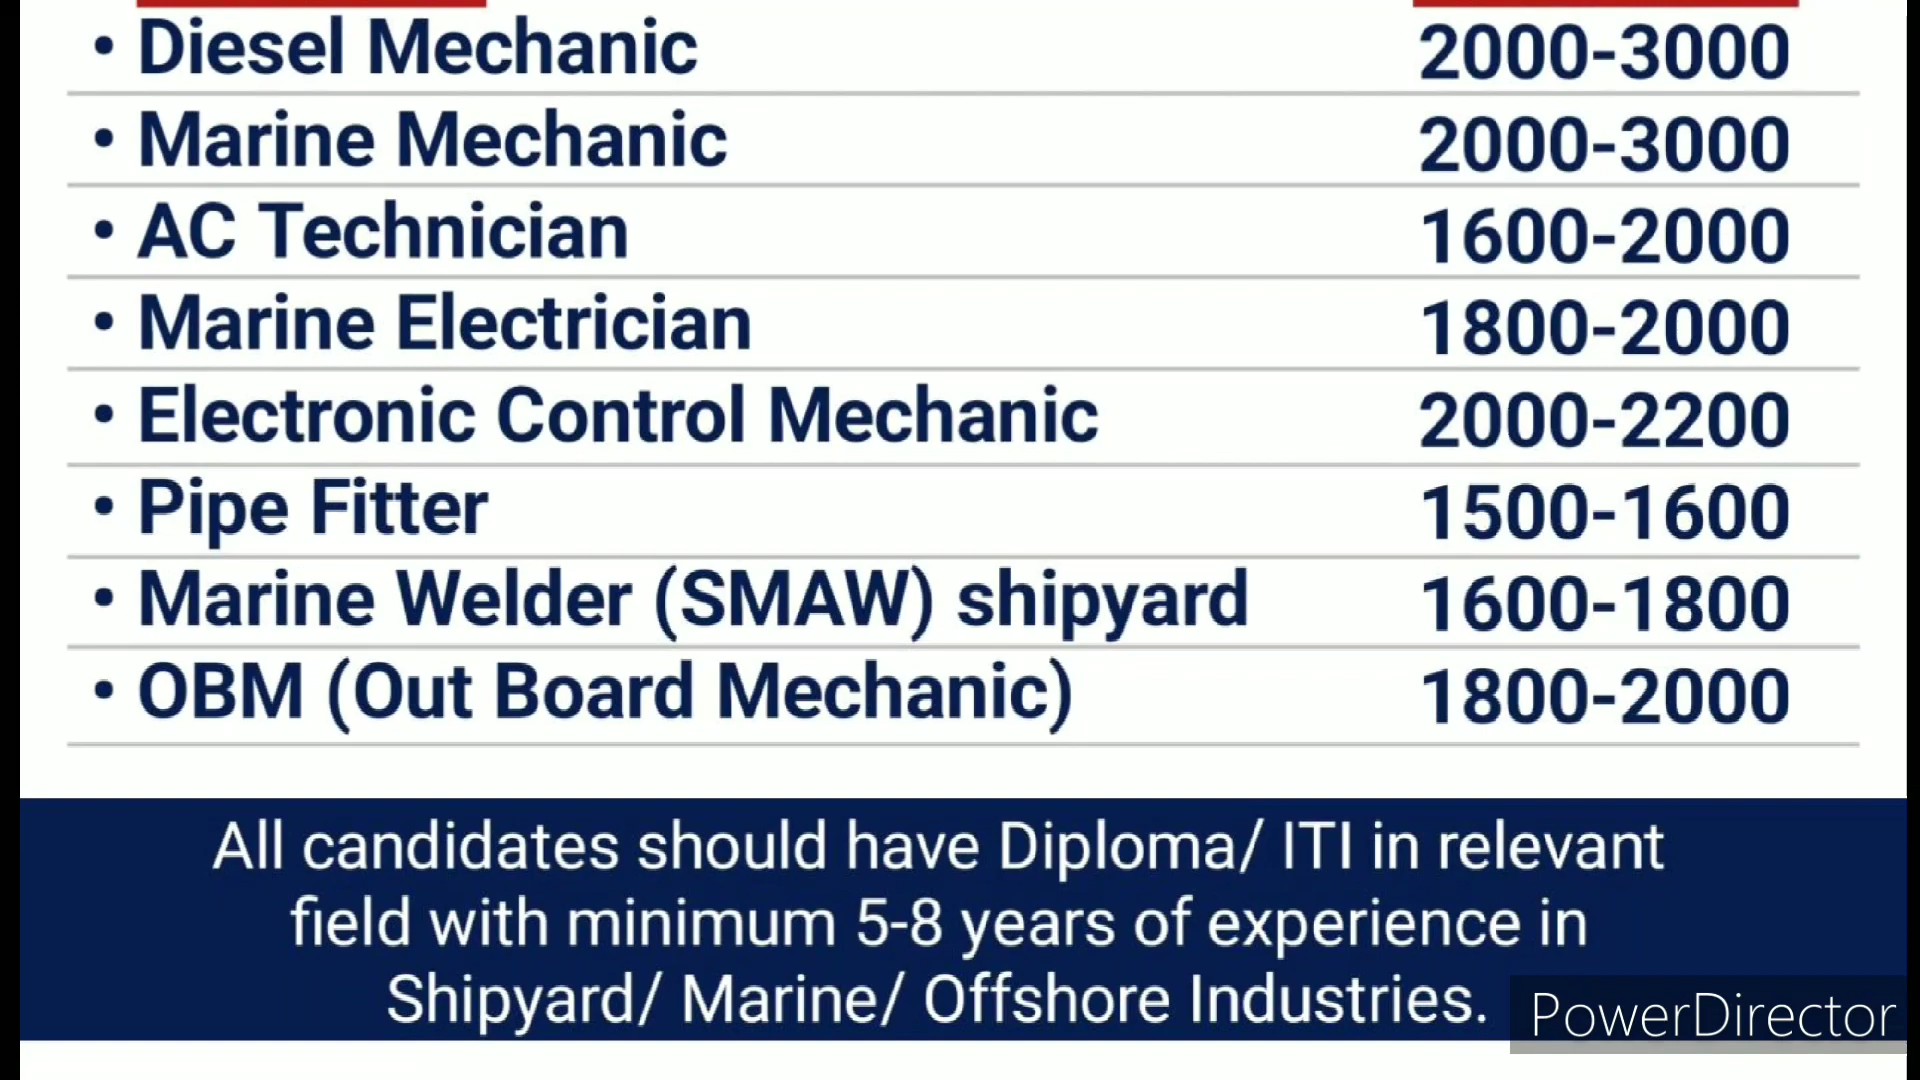 • Diesel Mechanic 2000-3000
• Marine Mechanic 2000-3000
• AC Technician 1600-2000
• Marine Electrician 1800-2000
• Electronic Control Mechanic 2000-2200
• Pipe Fitter 1500-1600
• Marine Welder (SMAW) shipyard 1600-1800
• OBM (Out Board Mechanic) 1800-2000
All candidates should have Diploma/ ITI in relevant
field with minimum 5-8 years of experience in
Shipyard/ Marine/ Offshore Industries.
PowerDirector